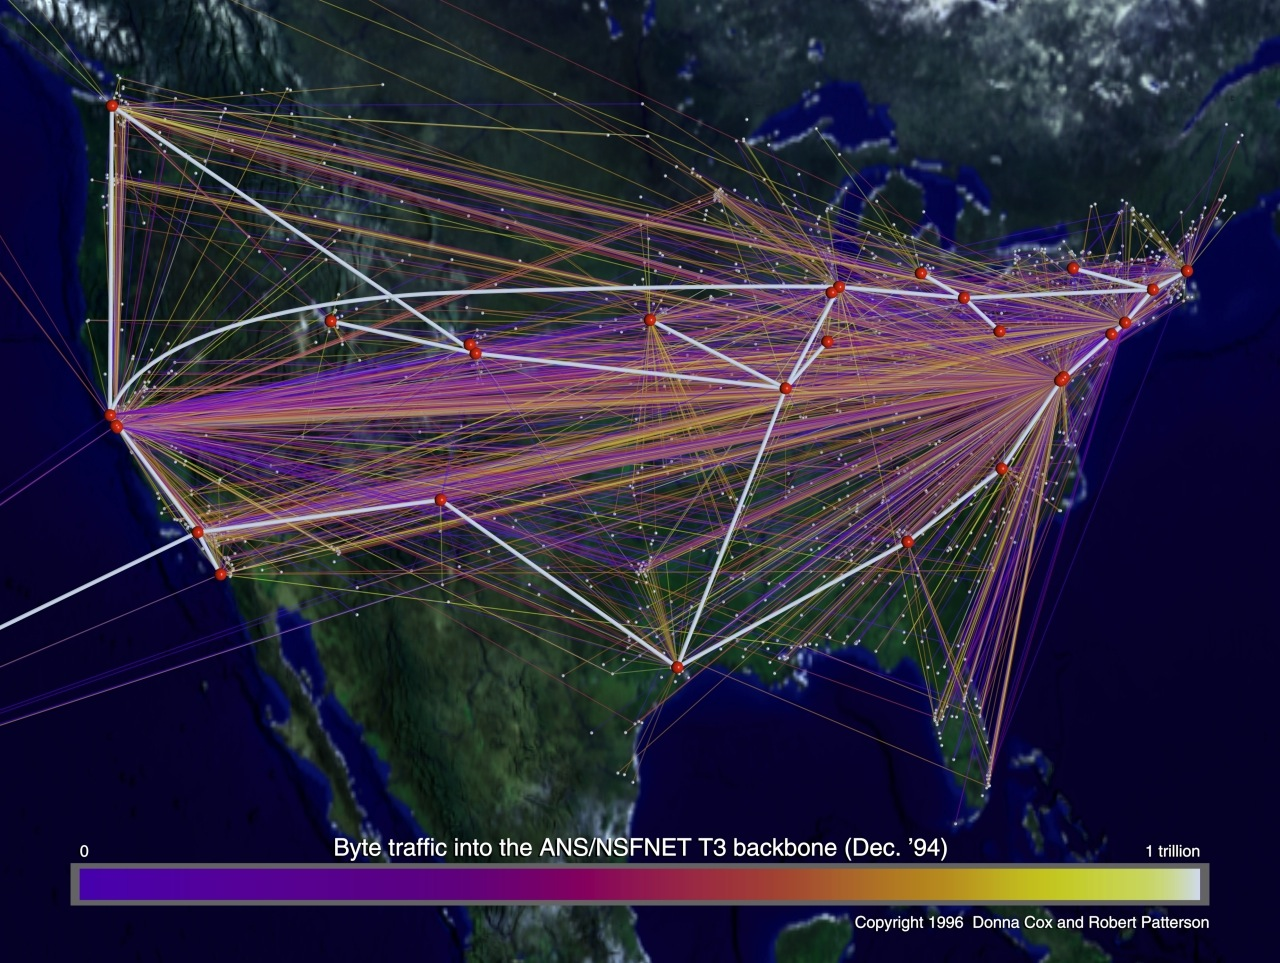 0
Byte traffic into the ANS/NSFNET T3 backbone (Dec. ’94)
1 trillion
Copyright 1996  Donna Cox and Robert Patterson